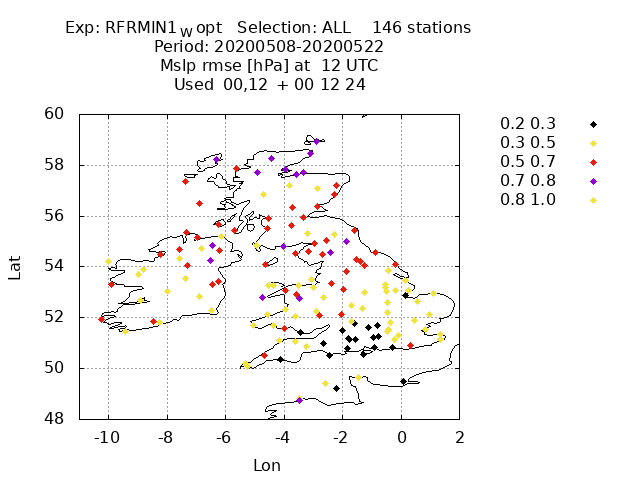 Exp: RFRMIN1wopt Selection: ALL 146 stations
Period: 20200508-20200522
Mslp rmse [hPa] at 12 UTC
Used 00,12 + 00 12 24
60
58
56
54
52
50
48
Lat
-10 -8 -6 -4 -2 0 2
Lon
0.2 0.3
0.3 0.5
0.5 0.7
0.7 0.8
0.8 1.0